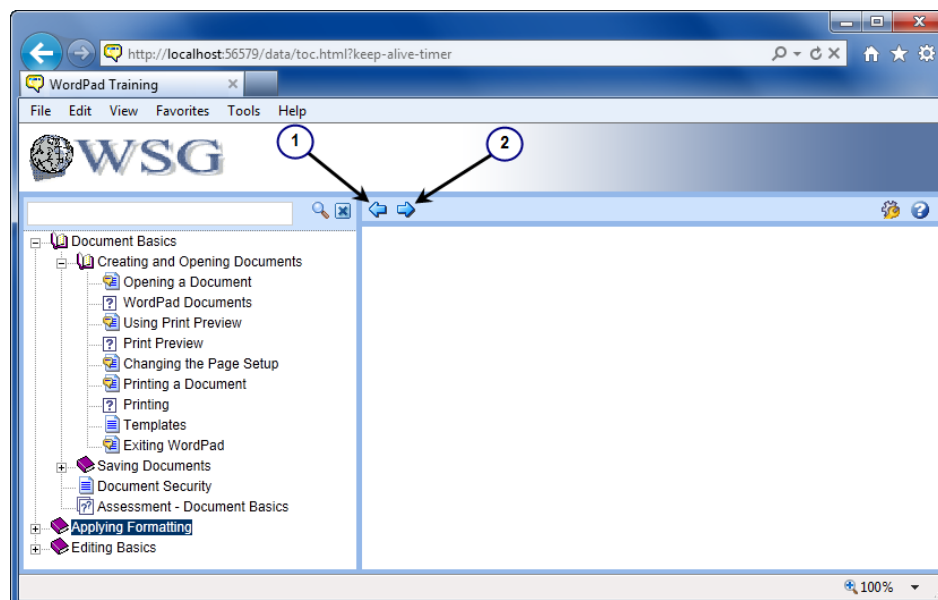 http://localhost:56579/data/toc.html?keep-alive-timer
WordPad Training
File Edit View Favorites Tools Help
1 2
WSG
Document Basics
Creating and Opening Documents
Opening a Document
WordPad Documents
Using Print Preview
Print Preview
Changing the Page Setup
Printing a Document
Printing
Templates
Exiting WordPad
Saving Documents
Document Security
Assessment - Document Basics
Applying Formatting
Editing Basics
100%